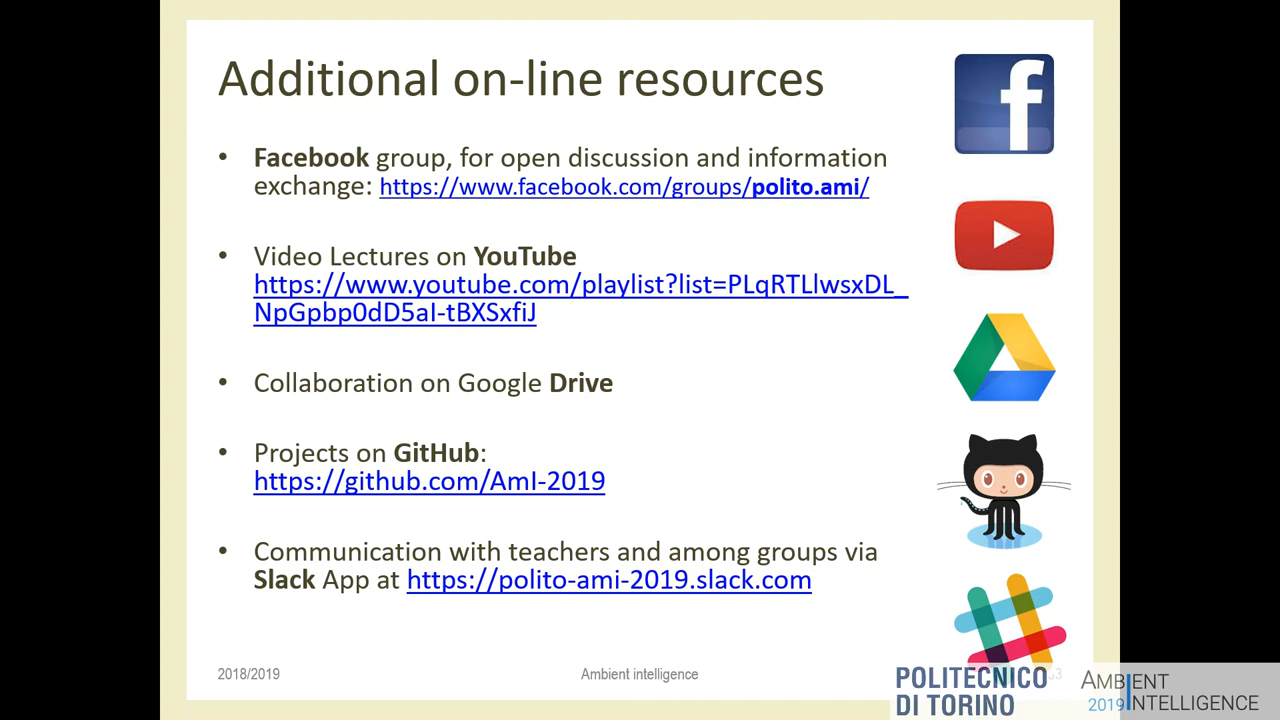 Additional on-line resources
• Facebook group, for open discussion and information
exchange: https://www.facebook.com/groups/polito.ami/
• Video Lectures on YouTube
https://www.youtube.com/playlist?list=PLqRTLlwsxDL_
NpGpbp0dD5aI-tBXSxfiJ
• Collaboration on Google Drive
• Projects on GitHub:
https://github.com/AmI-2019
• Communication with teachers and among groups via
Slack App at https://polito-ami-2019.slack.com
2018/2019
Ambient intelligence
POLITECNICO
DI TORINO
AMBIENT
2019 INTELLIGENCE